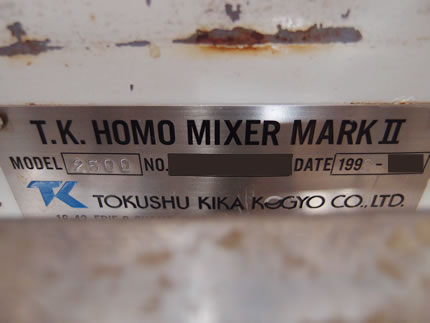 T.K. HOMO MIXER MARK II
MODEL 2500 NO. DATE 199 -
TK TOKUSHU KIKA KOGYO CO., LTD.